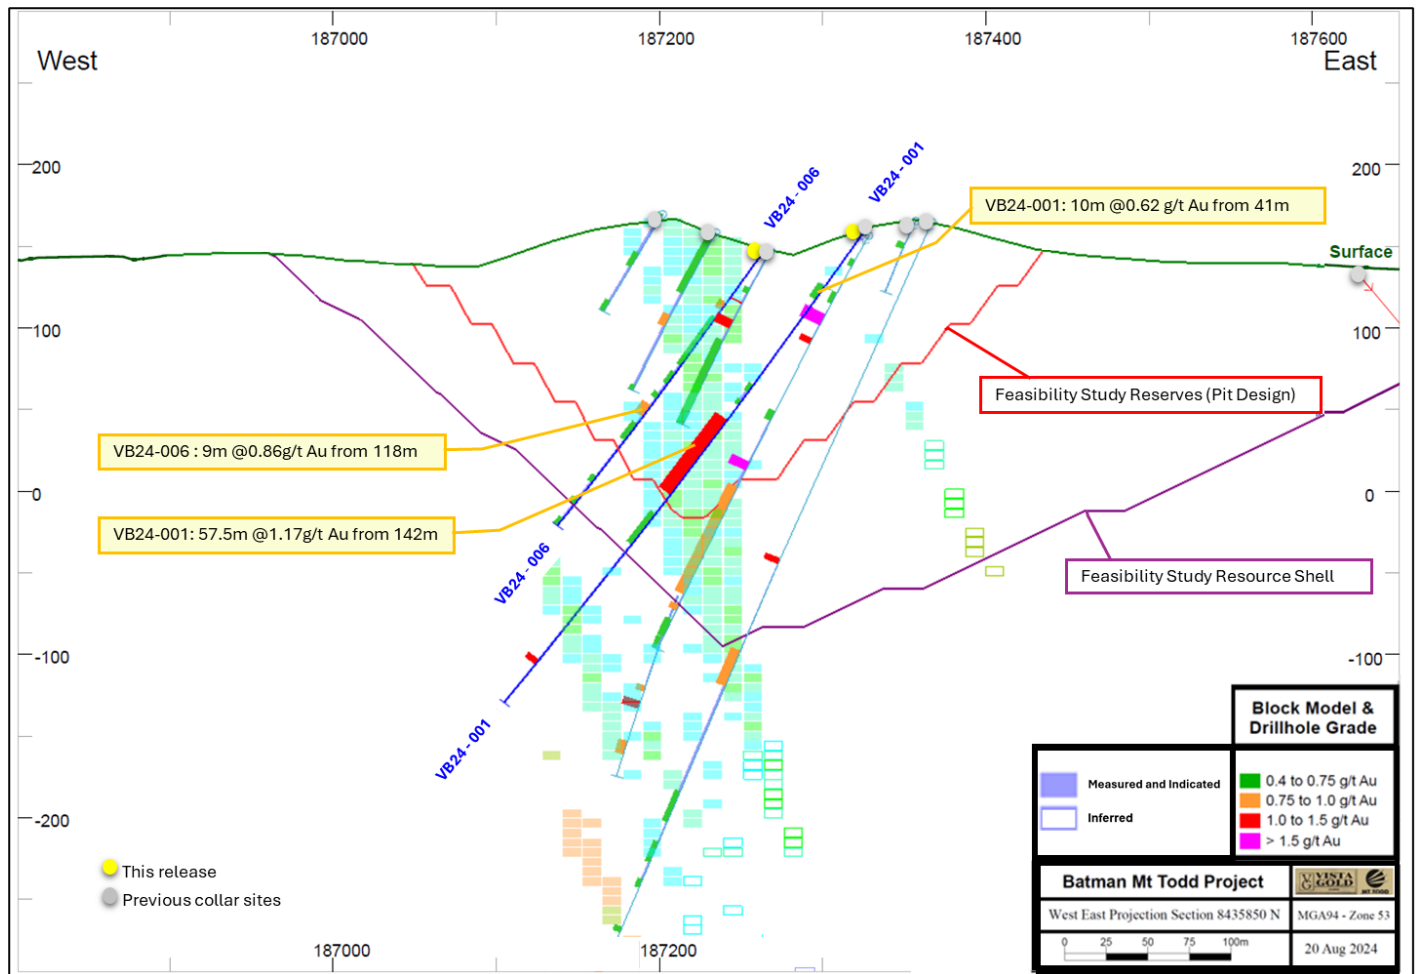 187000
187200
187400
187600
West
East
VB24 - 006
VB24 - 001
200
200
VB24-001: 10m @0.62 g/t Au from 41m
Surface
100
100
Feasibility Study Reserves (Pit Design)
VB24-006 : 9m @0.86g/t Au from 118m
0
0
VB24-001: 57.5m @1.17g/t Au from 142m
VB24 - 006
Feasibility Study Resource Shell
-100
-100
VB24 - 001
Block Model &
Drillhole Grade
Measured and Indicated
Inferred
0.4 to 0.75 g/t Au
0.75 to 1.0 g/t Au
1.0 to 1.5 g/t Au
> 1.5 g/t Au
-200
This release
Previous collar sites
Batman Mt Todd Project
VISTA
GOLD
MT TODD
West East Projection Section 8435850 N
MGA94 - Zone 53
0
25
50
75
100m
20 Aug 2024
187000
187200